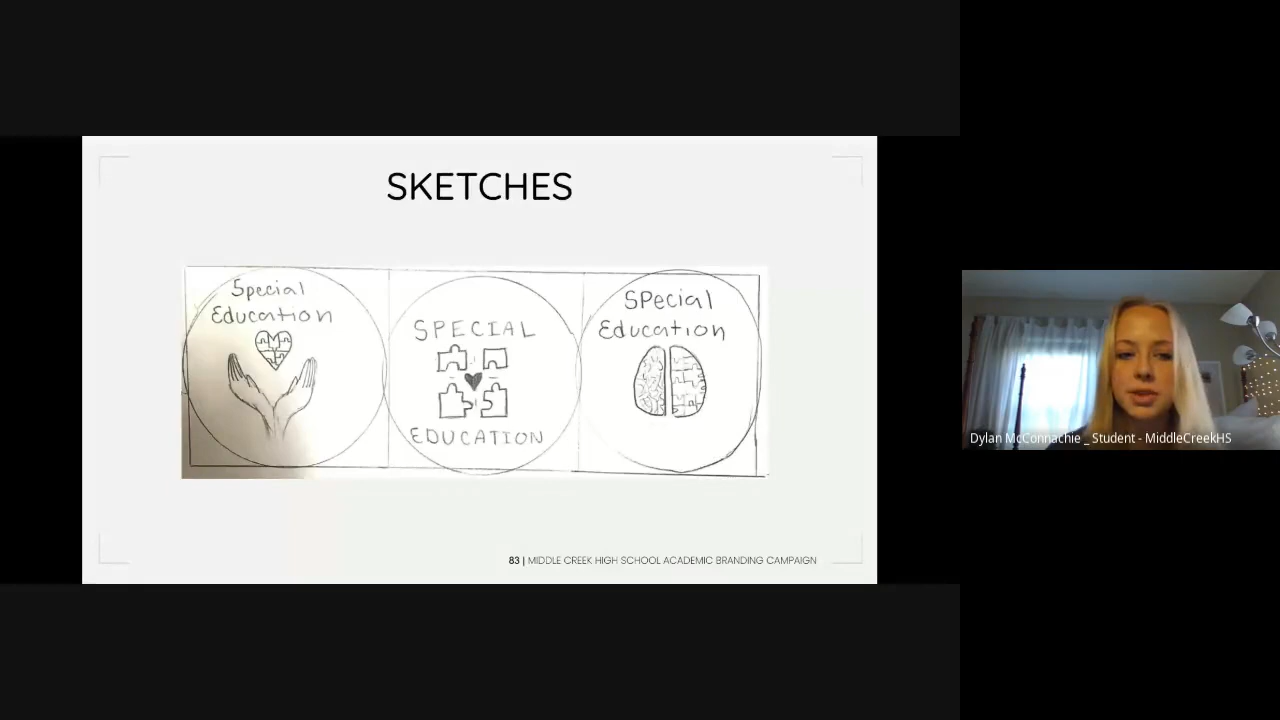 SKETCHES
Special
Education
SPECIAL
EDUCATION
SPecial
Education
83 | MIDDLE CREEK HIGH SCHOOL ACADEMIC BRANDING CAMPAIGN
Dylan McConnachie _ Student - MiddleCreekHS